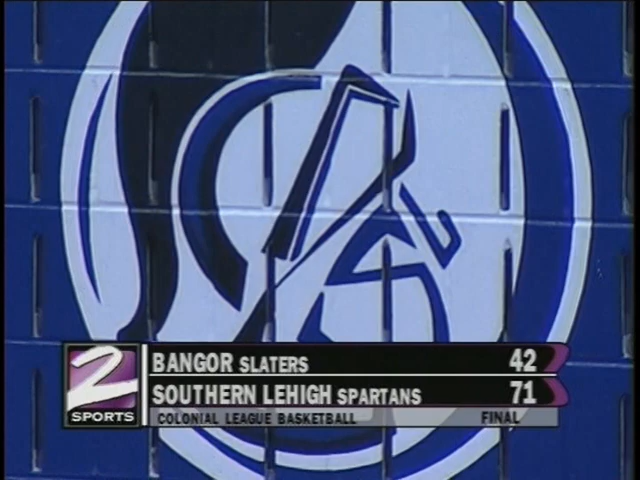 BANGOR SLATERS 42
SOUTHERN LEHIGH SPARTANS 71
COLONIAL LEAGUE BASKETBALL FINAL
2
SPORTS